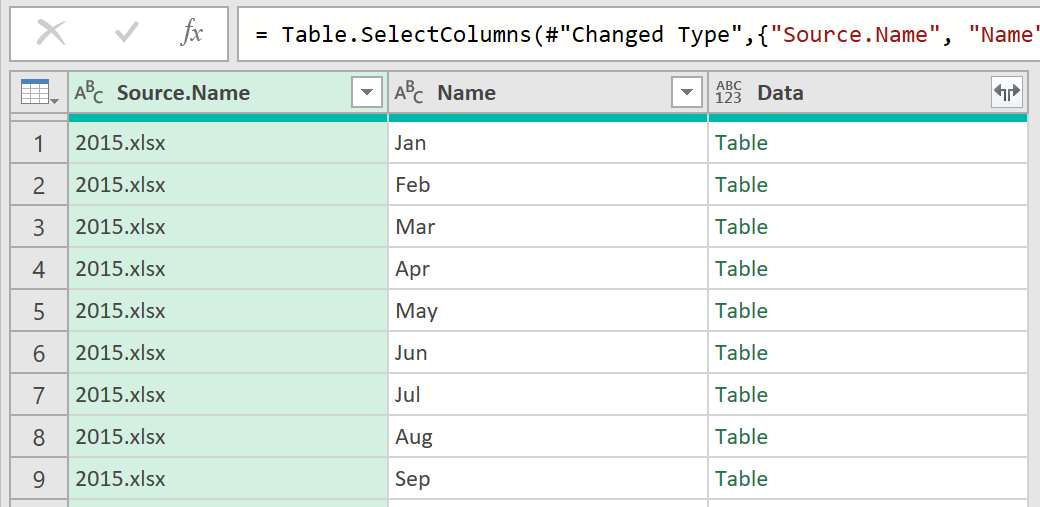 fx = Table.SelectColumns(#"Changed Type",{"Source.Name", "Name"
ABC Source.Name ABC Name ABC 123 Data
1 2015.xlsx Jan Table
2 2015.xlsx Feb Table
3 2015.xlsx Mar Table
4 2015.xlsx Apr Table
5 2015.xlsx May Table
6 2015.xlsx Jun Table
7 2015.xlsx Jul Table
8 2015.xlsx Aug Table
9 2015.xlsx Sep Table